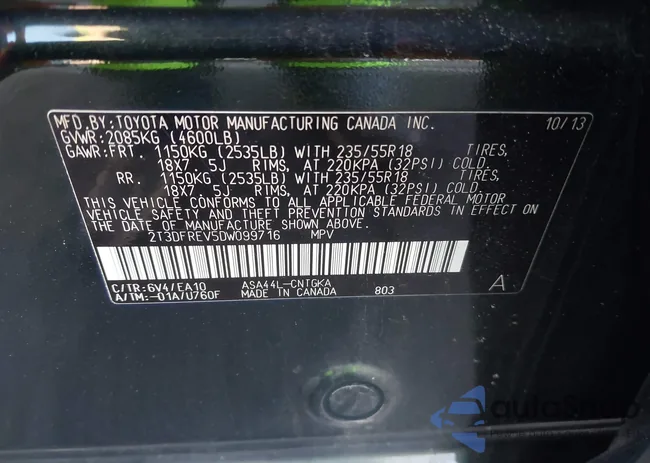 MFD.BY:TOYOTA MOTOR MANUFACTURING CANADA INC. 10/13
GVWR:2085KG (4600LB)
GAWR:FRT. 1150KG (2535LB) WITH 235/55R18 TIRES,
18X7.5J RIMS, AT 220KPA (32PSI) COLD.
RR. 1150KG (2535LB) WITH 235/55R18 TIRES,
18X7.5J RIMS, AT 220KPA (32PSI) COLD.
THIS VEHICLE CONFORMS TO ALL APPLICABLE FEDERAL MOTOR
VEHICLE SAFETY AND THEFT PREVENTION STANDARDS IN EFFECT ON
THE DATE OF MANUFACTURE SHOWN ABOVE.
2T3DFREV5DW099716 MPV
C/TR:6V4/EA10 ASA44L-CNTGKA
A/TM:-01A/U760F MADE IN CANADA 803 A